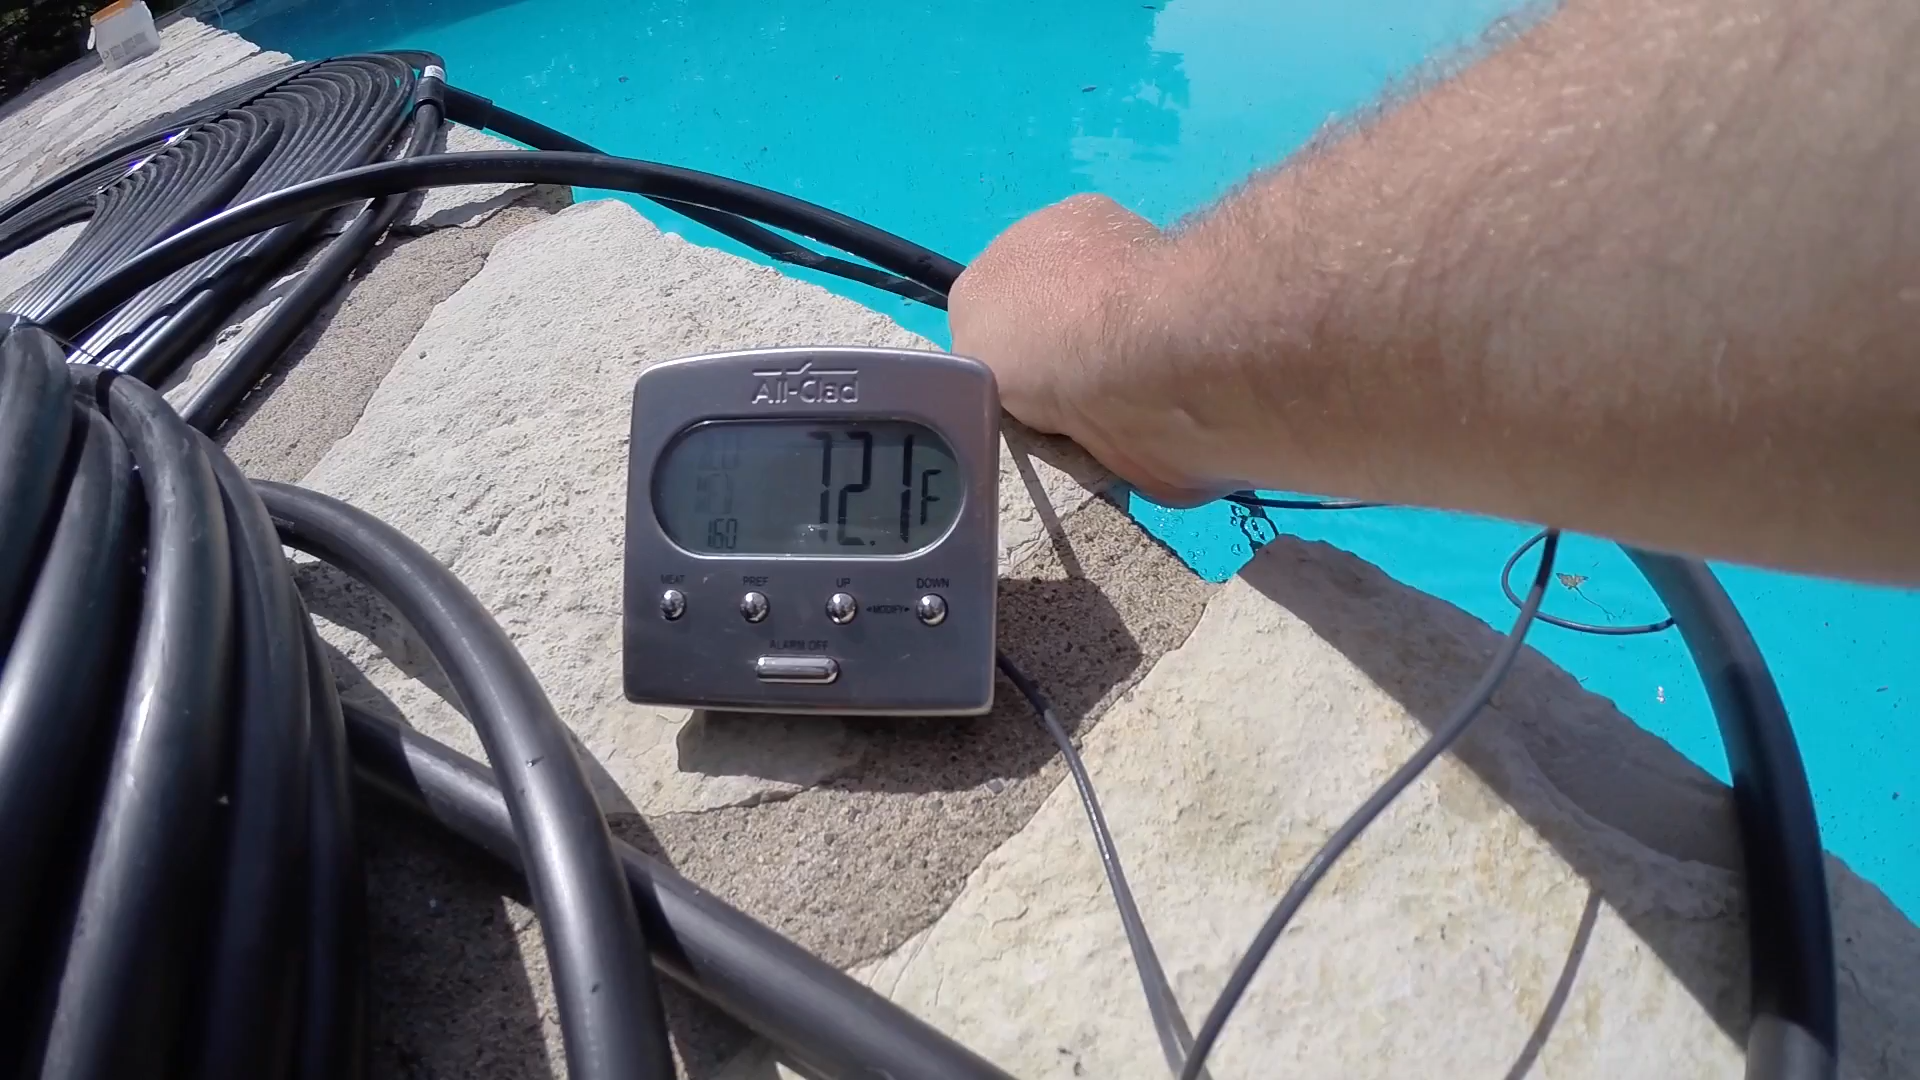 All-Clad
72.1F
160
MEAT PREF UP ◄MODIFY► DOWN
ALARM OFF